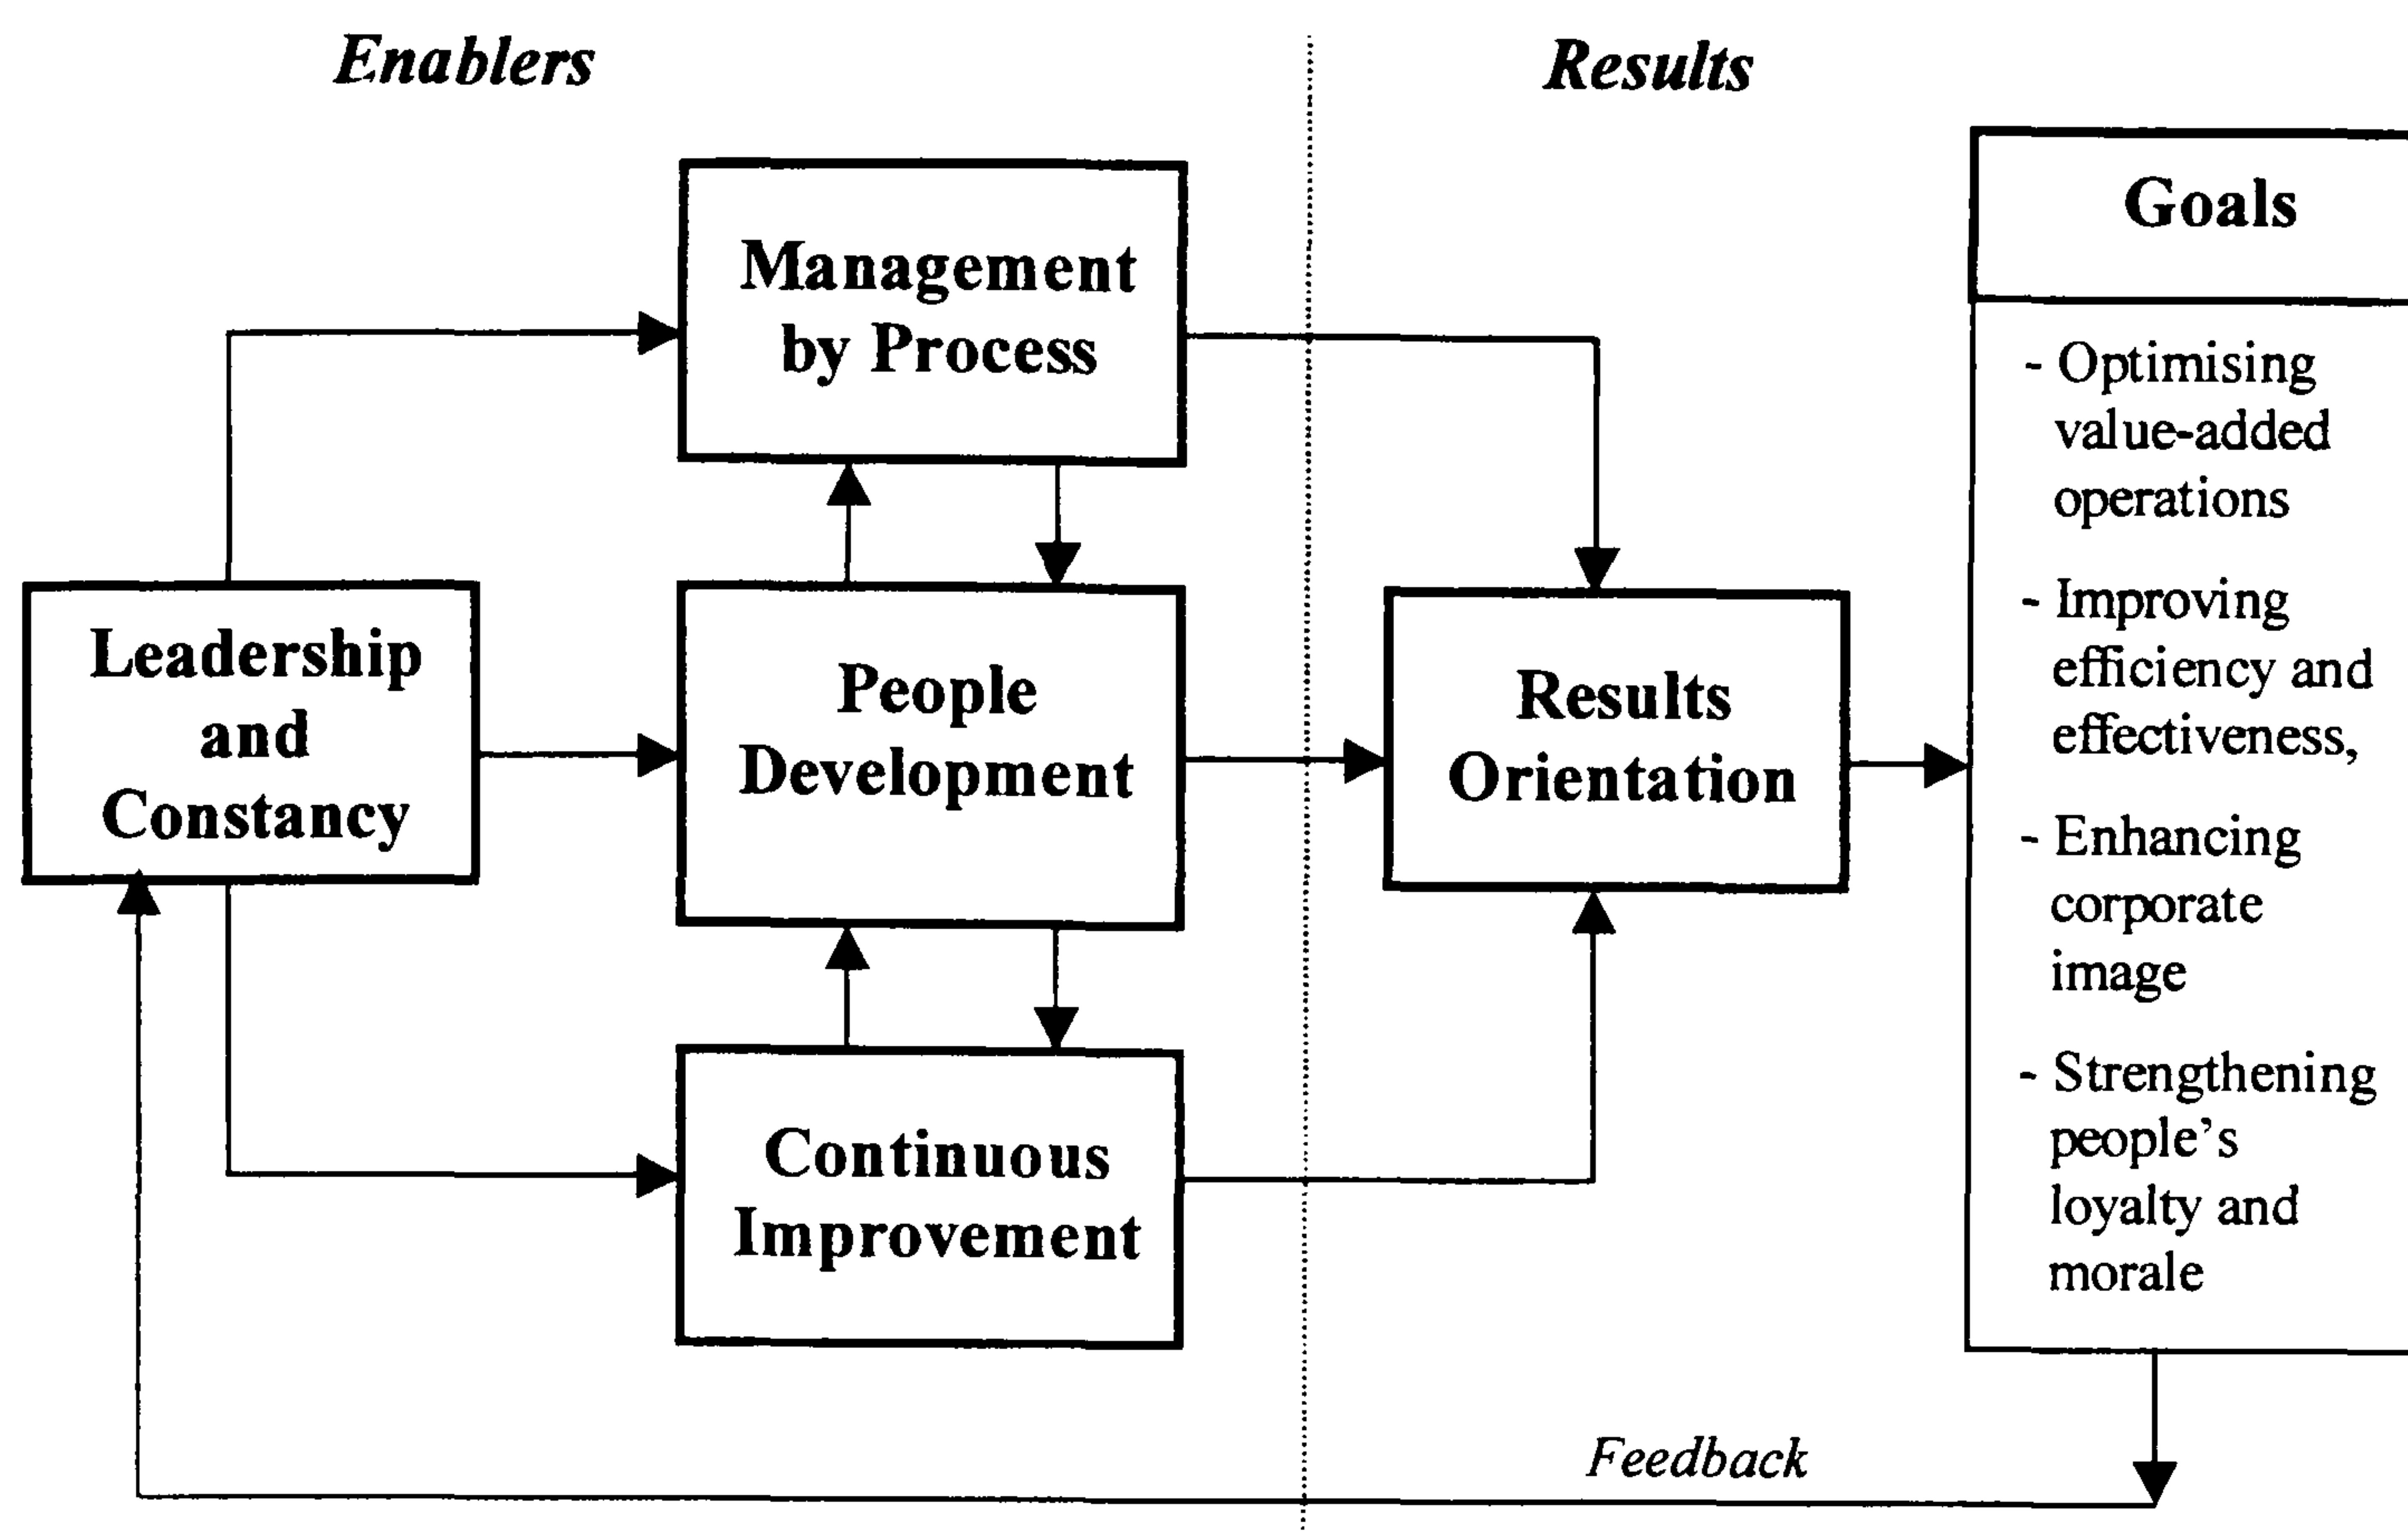 Enablers
Results
Management
by Process
Leadership
and
Constancy
People
Development
Continuous
Improvement
Results
Orientation
Goals
- Optimising
value-added
operations
- Improving
efficiency and
effectiveness,
- Enhancing
corporate
image
- Strengthening
people's
loyalty and
morale
Feedback